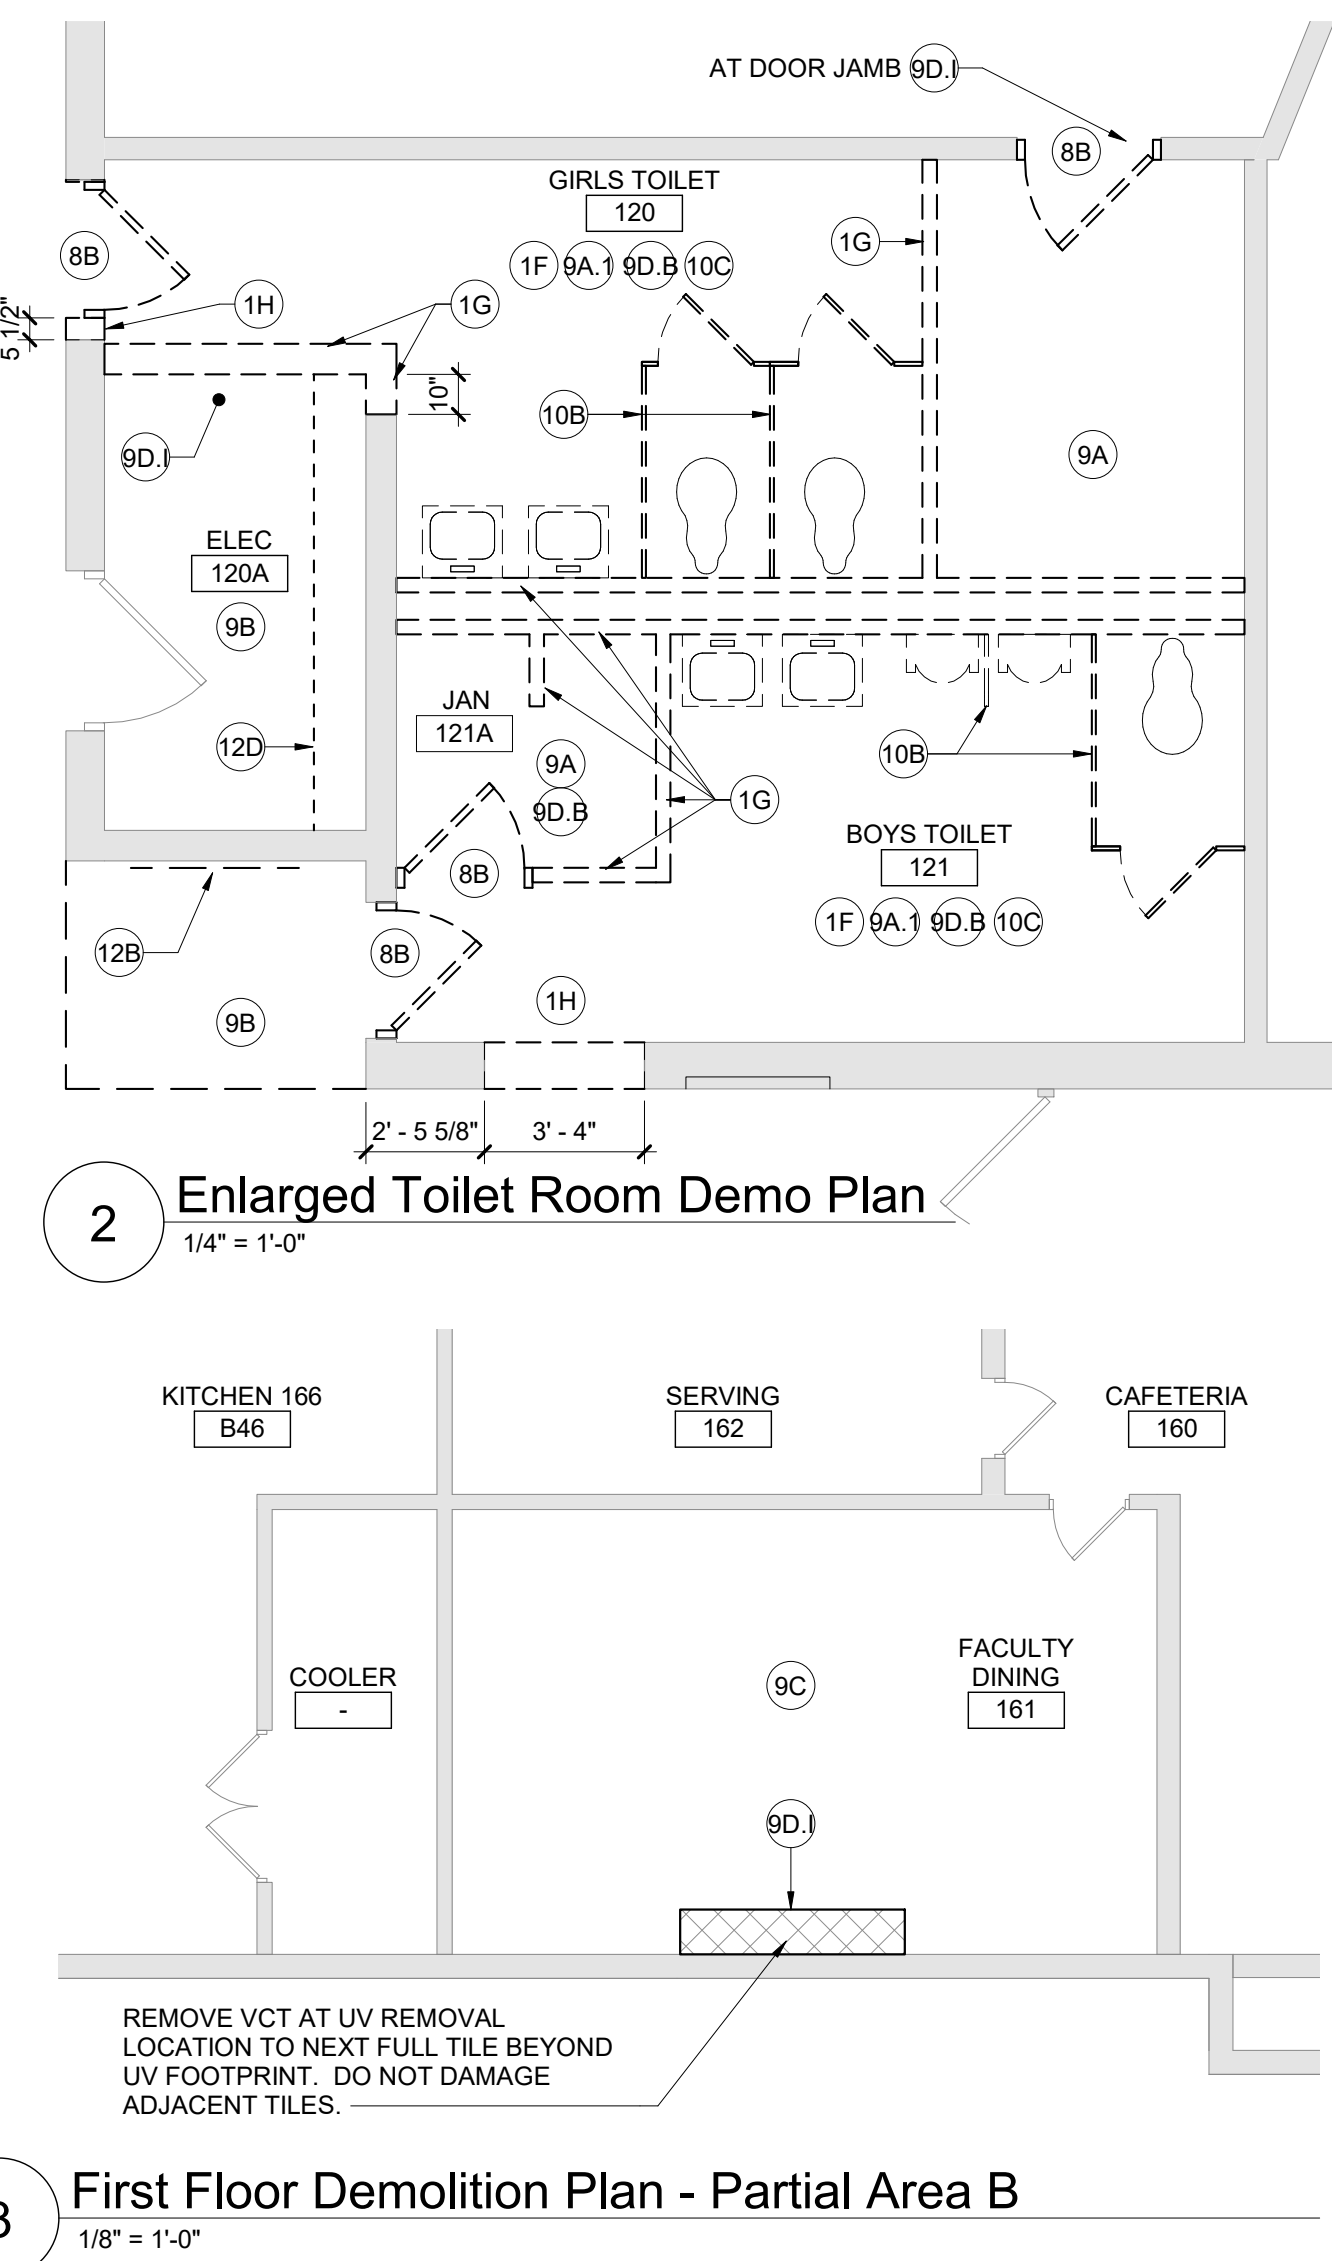 AT DOOR JAMB 9D.I
8B
GIRLS TOILET
120
1G
8B
1F 9A.1 9D.B 10C
1H
1G
5 1/2"
10"
10B
9D.I
9A
ELEC
120A
9B
JAN
121A
12D
10B
9A
1G
9D.B
BOYS TOILET
121
8B
1F 9A.1 9D.B 10C
12B
8B
1H
9B
2' - 5 5/8"
3' - 4"
2
Enlarged Toilet Room Demo Plan
1/4" = 1'-0"
KITCHEN 166
B46
SERVING
162
CAFETERIA
160
FACULTY
DINING
161
COOLER
-
9C
9D.I
REMOVE VCT AT UV REMOVAL
LOCATION TO NEXT FULL TILE BEYOND
UV FOOTPRINT. DO NOT DAMAGE
ADJACENT TILES.
First Floor Demolition Plan - Partial Area B
1/8" = 1'-0"